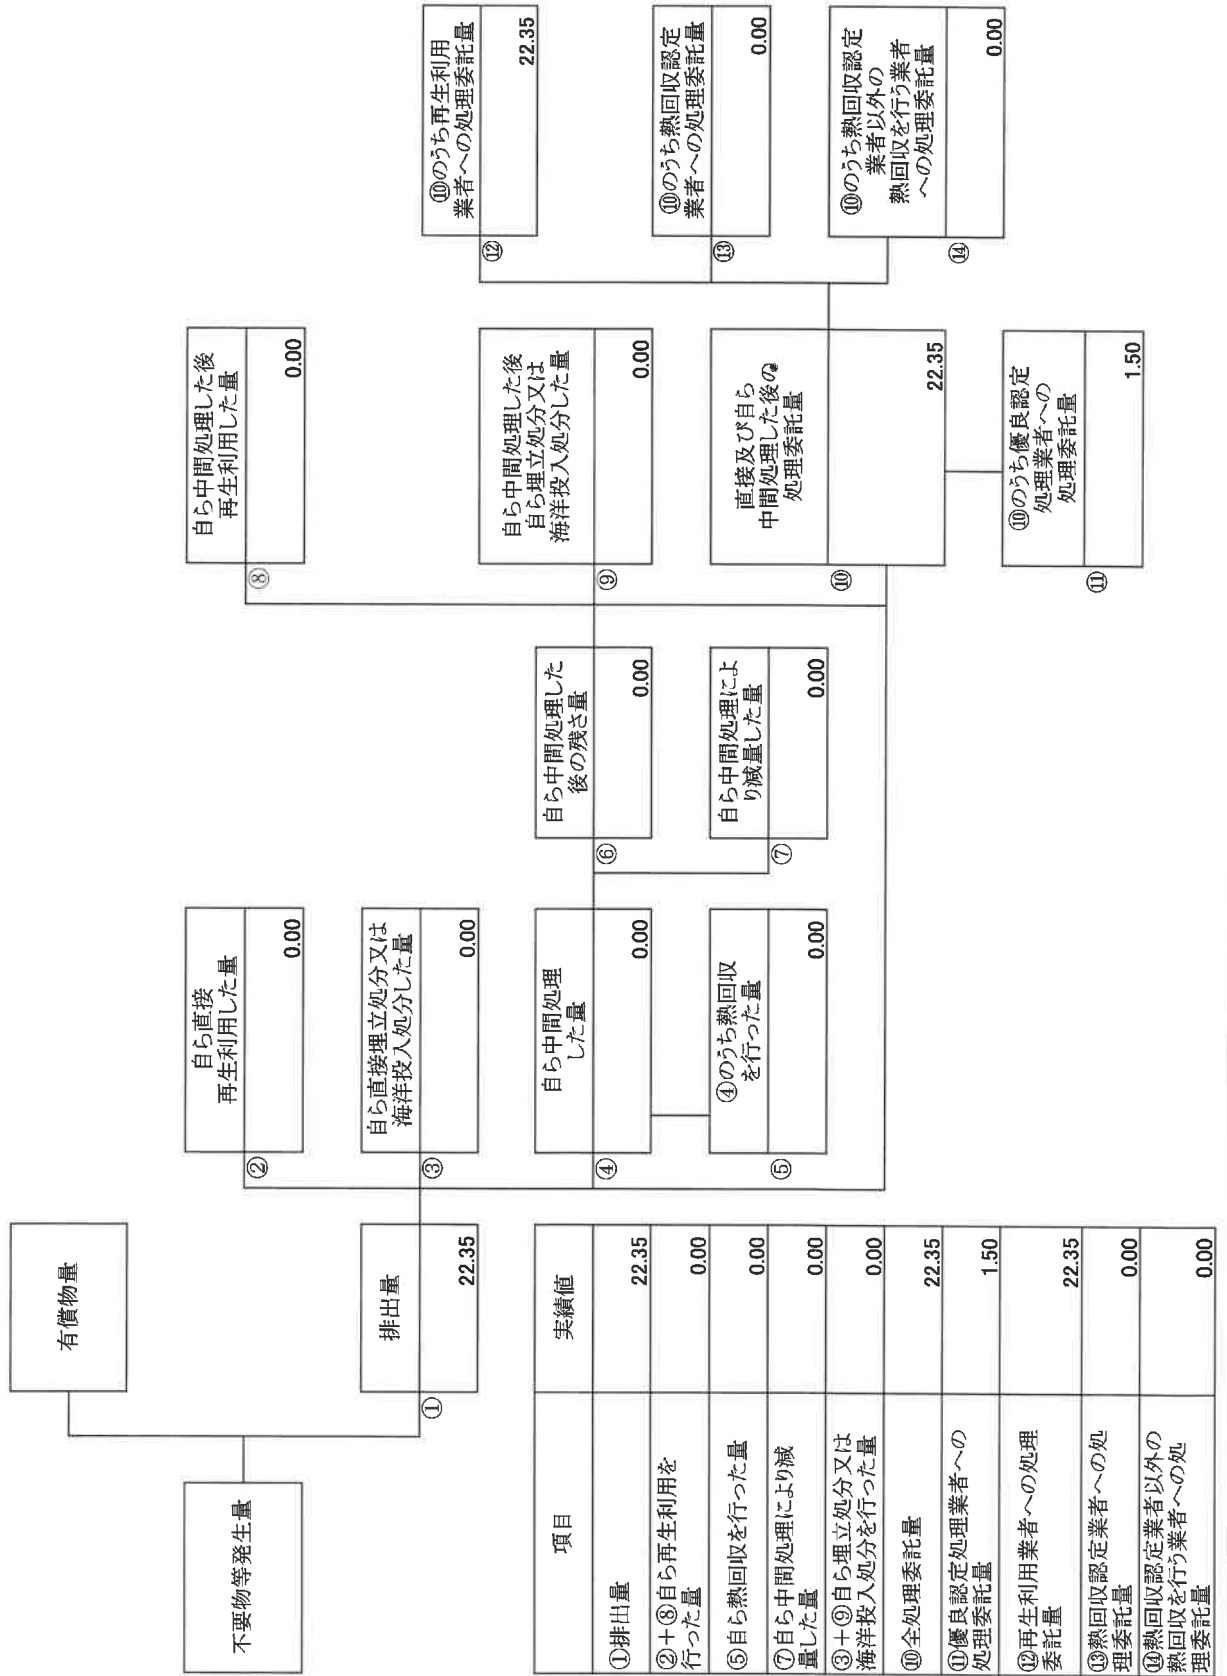 不要物等発生量
有償物量
排出量
①
22.35
自ら直接
再生利用した量
②
0.00
自ら直接埋立処分又は
海洋投入処分した量
③
0.00
自ら中間処理
した量
④
0.00
④のうち熱回収
を行った量
⑤
0.00
自ら中間処理した
後の残さ量
⑥
0.00
自ら中間処理によ
り減量した量
⑦
0.00
自ら中間処理した後
再生利用した量
⑧
0.00
自ら中間処理した後
自ら埋立処分又は
海洋投入処分した量
⑨
0.00
直接及び自ら
中間処理した後の
処理委託量
⑩
22.35
⑩のうち優良認定
処理業者への
処理委託量
⑪
1.50
⑩のうち再生利用
業者への処理委託量
⑫
22.35
⑩のうち熱回収認定
業者への処理委託量
⑬
0.00
⑩のうち熱回収認定
業者以外の
熱回収を行う業者
への処理委託量
⑭
0.00
項目 実績値
①排出量 22.35
②+⑧自ら再生利用を
行った量 0.00
⑤自ら熱回収を行った量 0.00
⑦自ら中間処理により減
量した量 0.00
③+⑨自ら埋立処分又は
海洋投入処分を行った量 0.00
⑩全処理委託量 22.35
⑪優良認定処理業者への
処理委託量 1.50
⑫再生利用業者への処理
委託量 22.35
⑬熱回収認定業者への処
理委託量 0.00
⑭熱回収認定業者以外の
熱回収を行う業者への処
理委託量 0.00